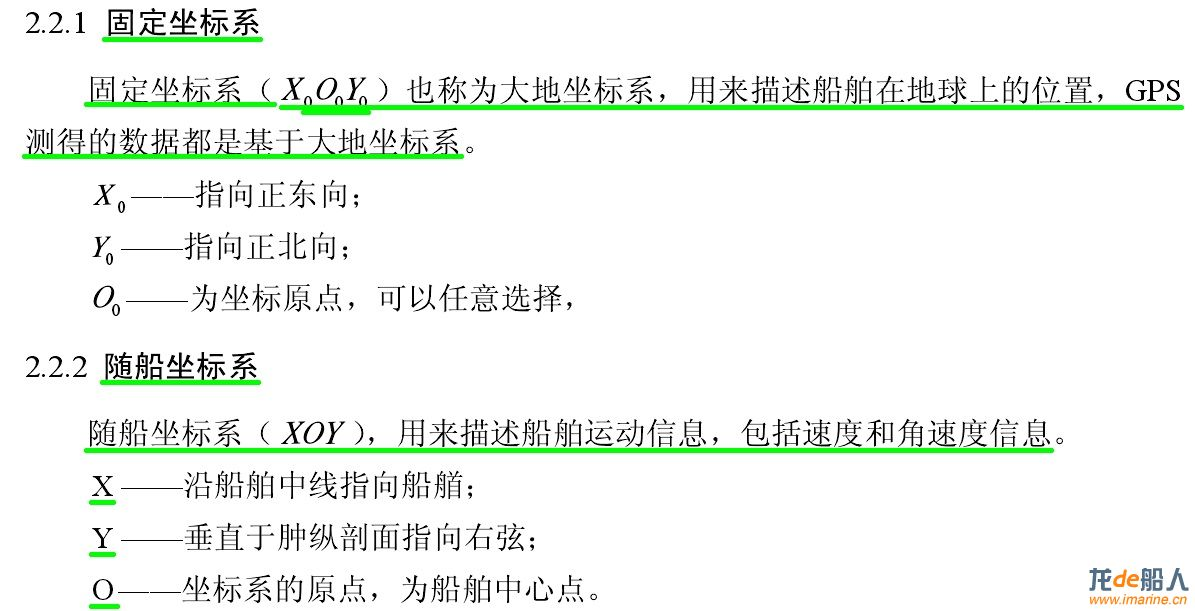 2.2.1 固定坐标系
固定坐标系（X₀O₀Y₀）也称为大地坐标系，用来描述船舶在地球上的位置，GPS
测得的数据都是基于大地坐标系。
X₀——指向正东向；
Y₀——指向正北向；
O₀——为坐标原点，可以任意选择，
2.2.2 随船坐标系
随船坐标系（XOY），用来描述船舶运动信息，包括速度和角速度信息。
X——沿船舶中线指向船艏；
Y——垂直于肿纵剖面指向右弦；
O——坐标系的原点，为船舶中心点。
龙de船人
www.imarine.cn